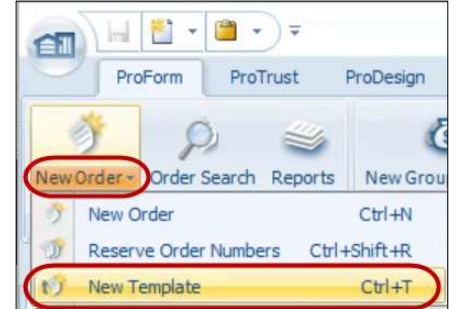 ProForm ProTrust ProDesign
New Order Order Search Reports New Grou
New Order Ctrl+N
Reserve Order Numbers Ctrl+Shift+R
New Template Ctrl+T